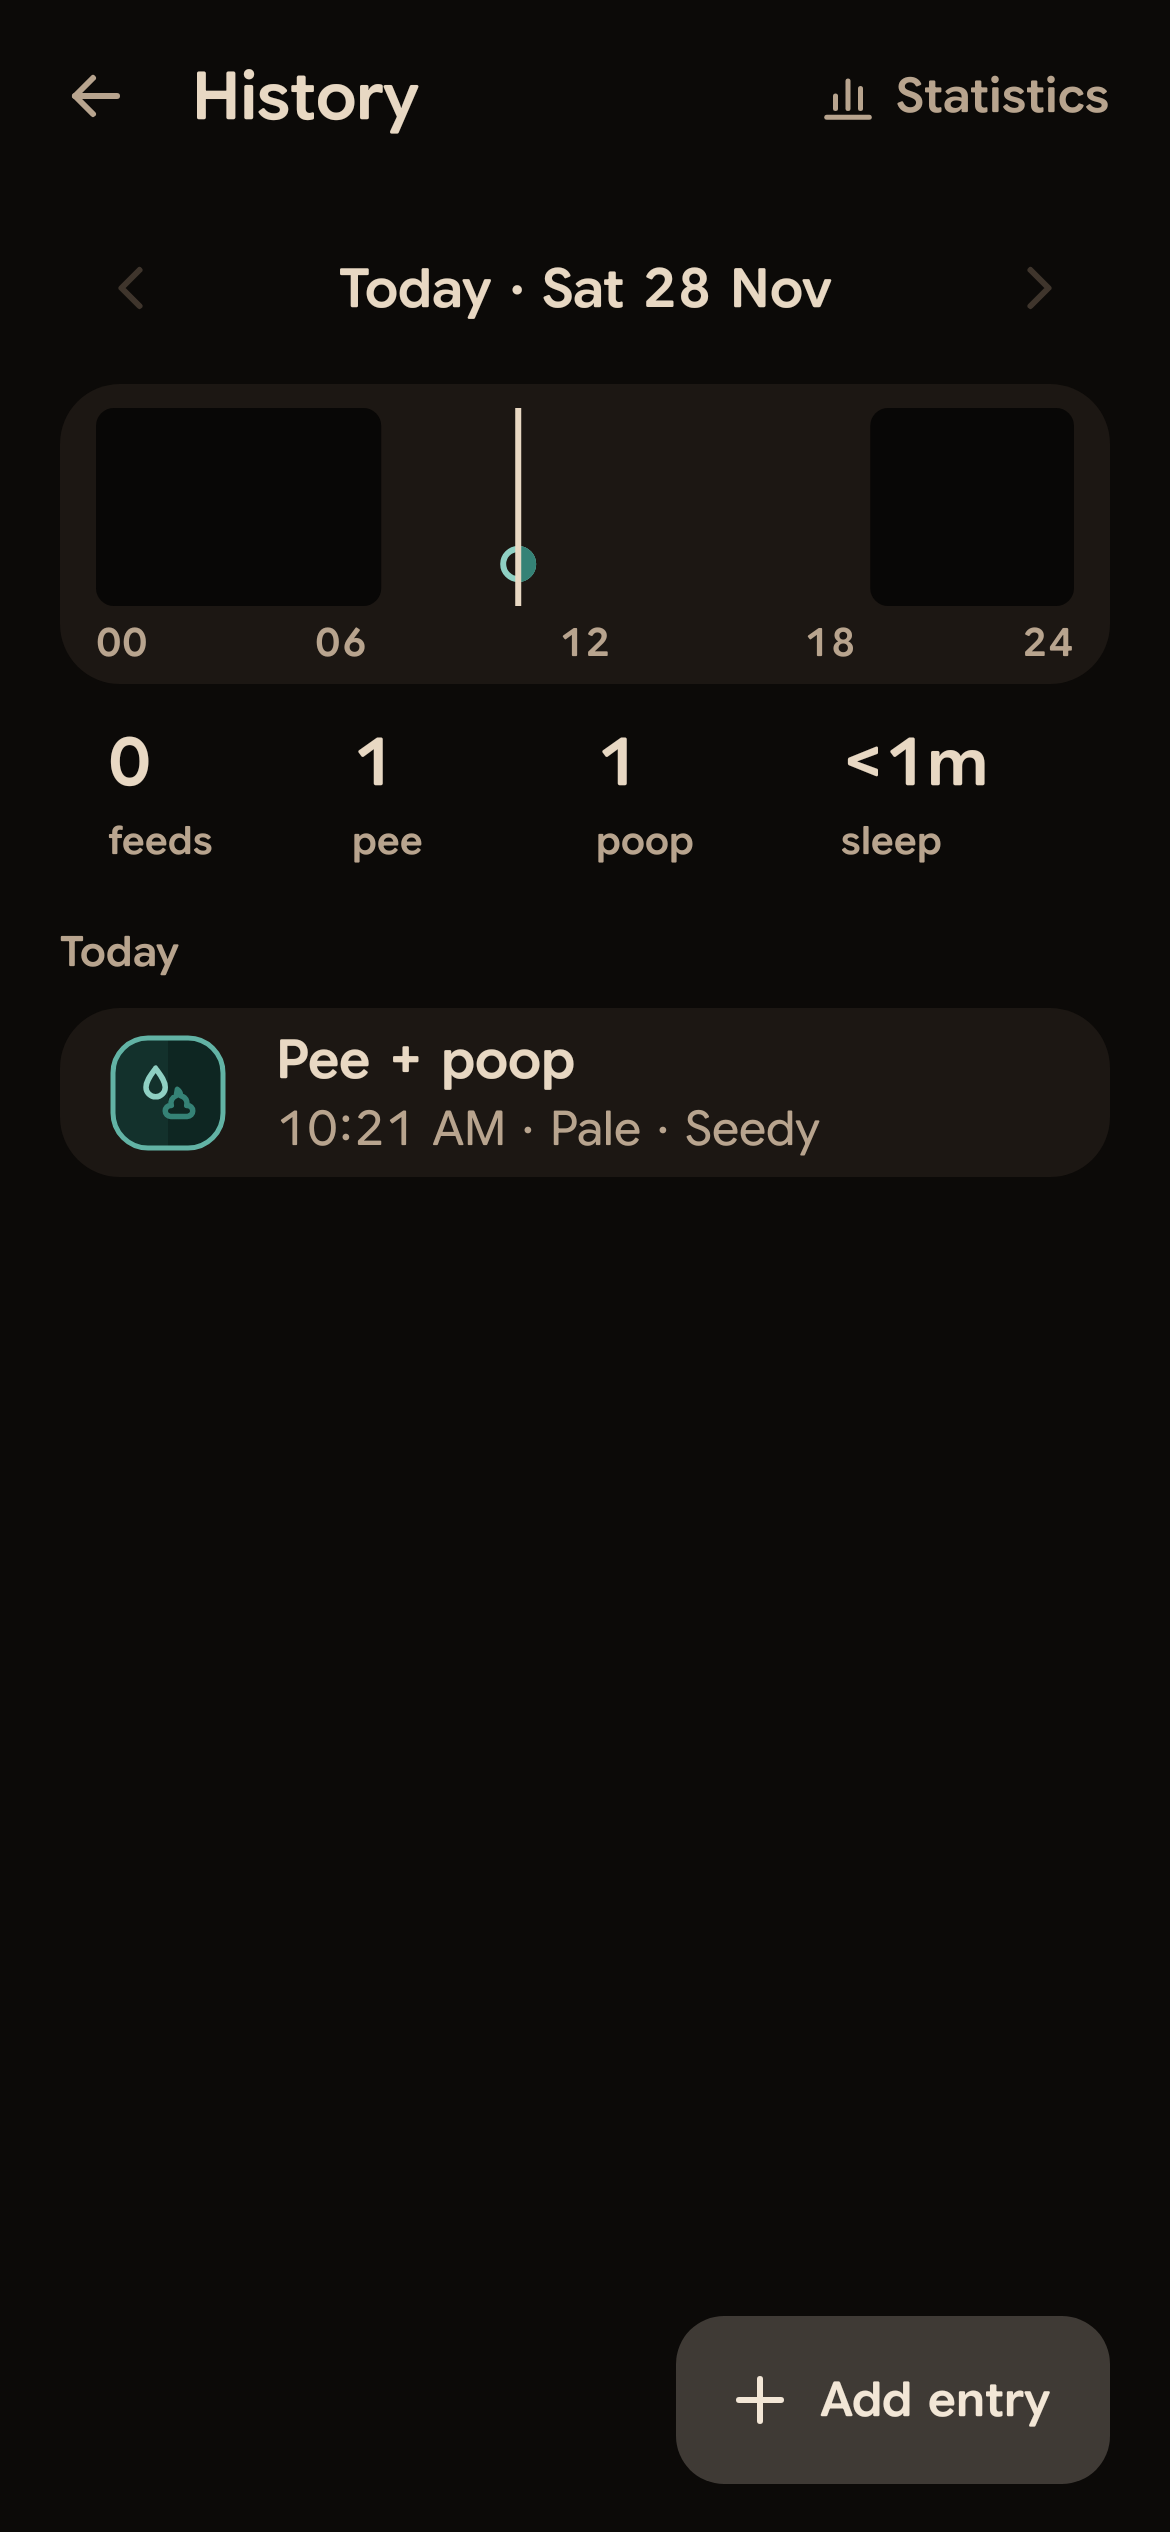 History
Statistics
Today · Sat 28 Nov
00 06 12 18 24
0 1 1 <1m
feeds pee poop sleep
Today
Pee + poop
10:21 AM · Pale · Seedy
Add entry